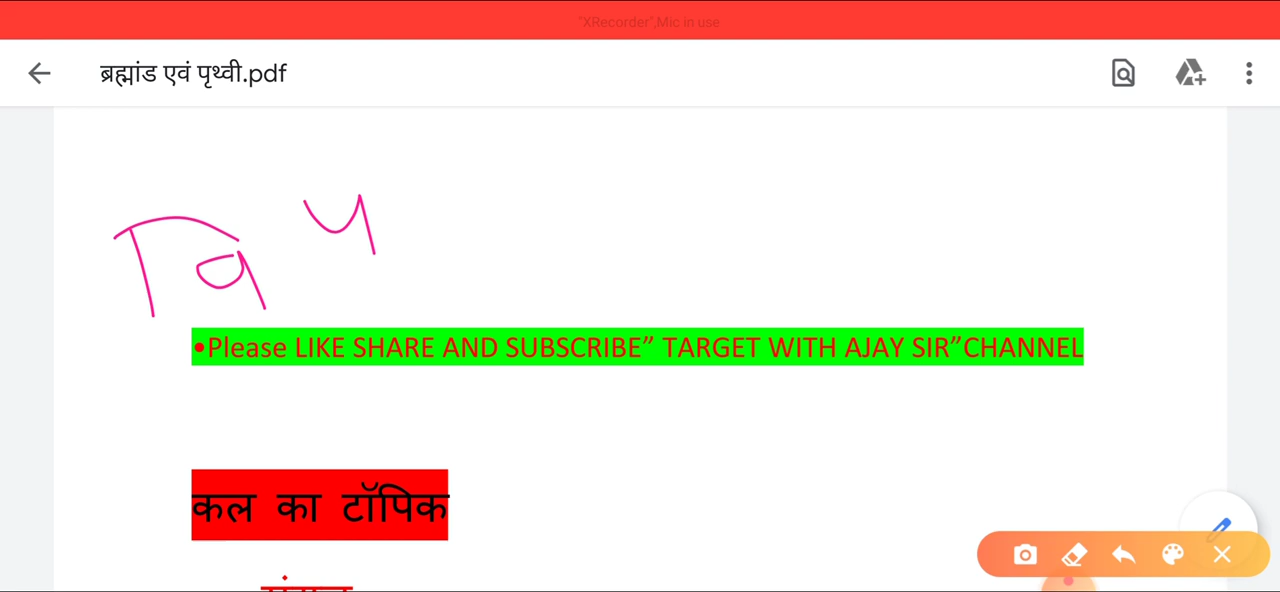 "XRecorder",Mic in use
ब्रह्मांड एवं पृथ्वी.pdf
•Please LIKE SHARE AND SUBSCRIBE” TARGET WITH AJAY SIR”CHANNEL
कल का टॉपिक